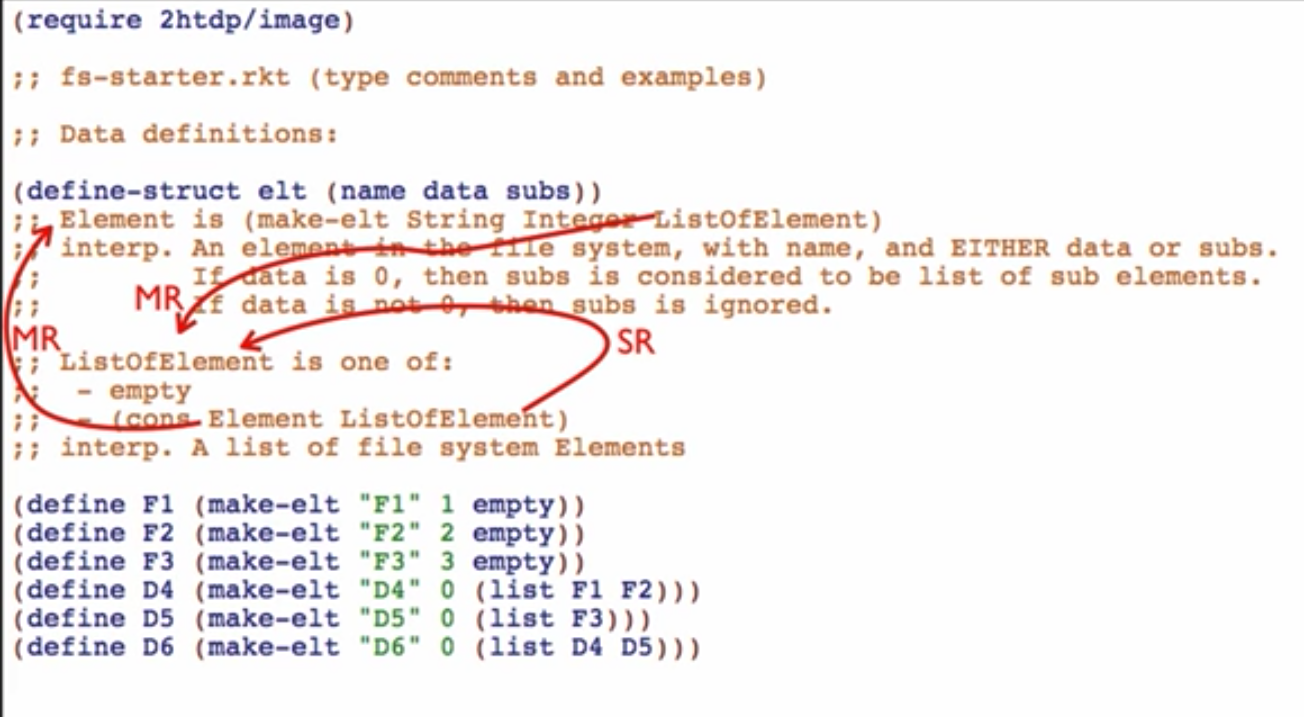 (require 2htdp/image)
;; fs-starter.rkt (type comments and examples)
;; Data definitions:
(define-struct elt (name data subs))
;; Element is (make-elt String Integer ListOfElement)
;; interp. An element in the file system, with name, and EITHER data or subs.
;;         If data is 0, then subs is considered to be list of sub elements.
MR
;;         If data is not 0, then subs is ignored.
MR
SR
;; ListOfElement is one of:
;;  - empty
;;  - (cons Element ListOfElement)
;; interp. A list of file system Elements
(define F1 (make-elt "F1" 1 empty))
(define F2 (make-elt "F2" 2 empty))
(define F3 (make-elt "F3" 3 empty))
(define D4 (make-elt "D4" 0 (list F1 F2)))
(define D5 (make-elt "D5" 0 (list F3)))
(define D6 (make-elt "D6" 0 (list D4 D5)))